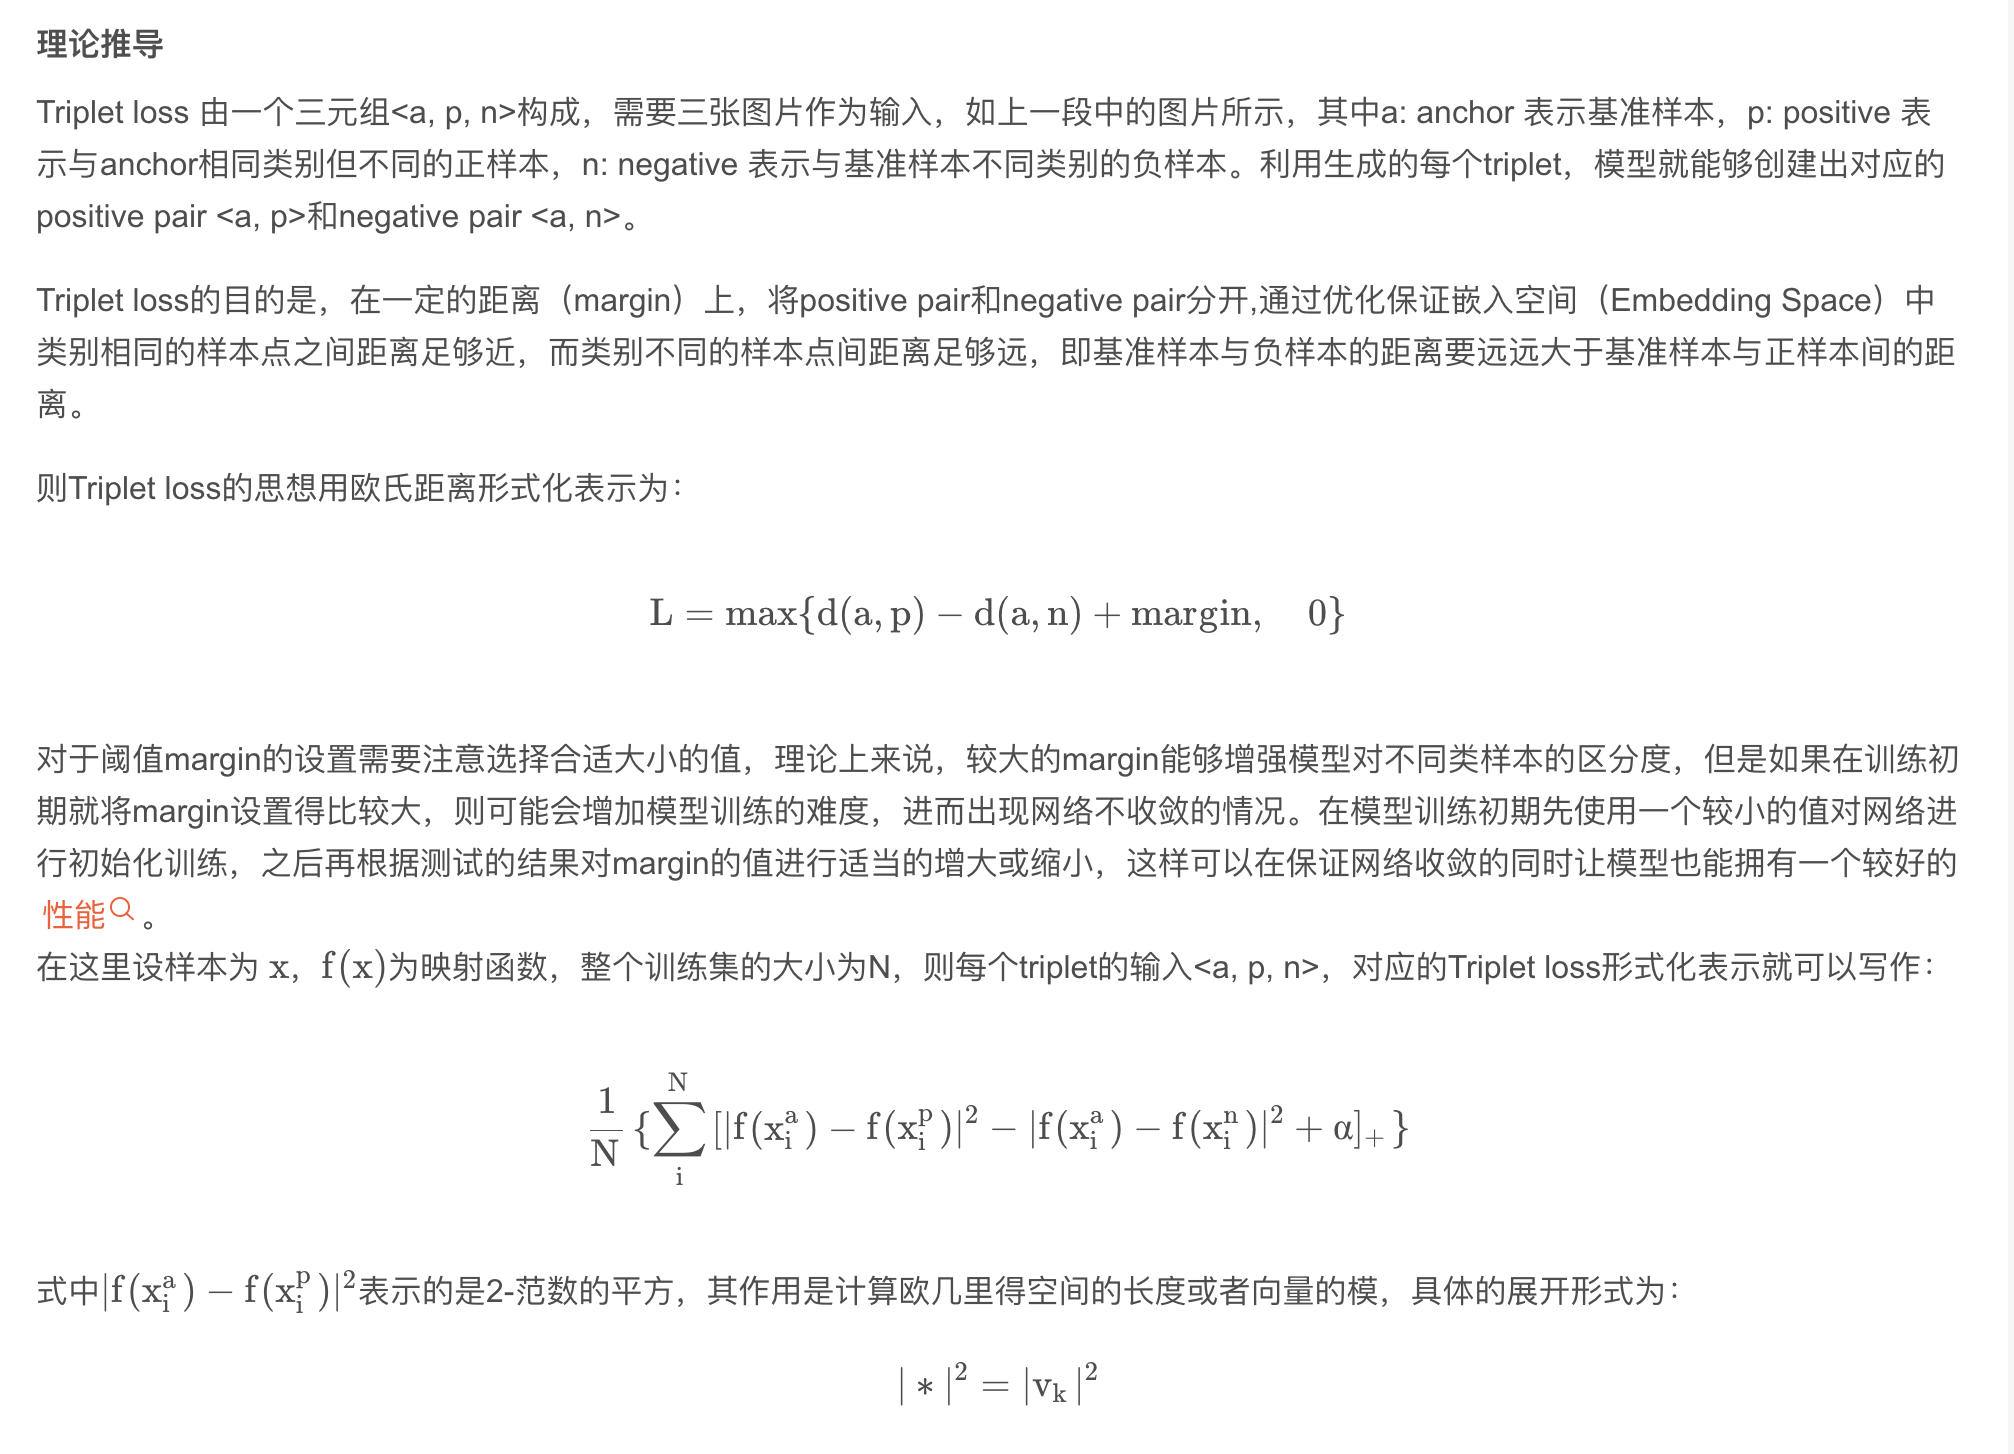 理论推导
Triplet loss 由一个三元组<a, p, n>构成，需要三张图片作为输入，如上一段中的图片所示，其中a: anchor 表示基准样本，p: positive 表
示与anchor相同类别但不同的正样本，n: negative 表示与基准样本不同类别的负样本。利用生成的每个triplet，模型就能够创建出对应的
positive pair <a, p>和negative pair <a, n>。
Triplet loss的目的是，在一定的距离（margin）上，将positive pair和negative pair分开,通过优化保证嵌入空间（Embedding Space）中
类别相同的样本点之间距离足够近，而类别不同的样本点间距离足够远，即基准样本与负样本的距离要远远大于基准样本与正样本间的距
离。
则Triplet loss的思想用欧氏距离形式化表示为：
L = max{d(a, p) − d(a, n) + margin, 0}
对于阈值margin的设置需要注意选择合适大小的值，理论上来说，较大的margin能够增强模型对不同类样本的区分度，但是如果在训练初
期就将margin设置得比较大，则可能会增加模型训练的难度，进而出现网络不收敛的情况。在模型训练初期先使用一个较小的值对网络进
行初始化训练，之后再根据测试的结果对margin的值进行适当的增大或缩小，这样可以在保证网络收敛的同时让模型也能拥有一个较好的
性能。
在这里设样本为 x，f(x)为映射函数，整个训练集的大小为N，则每个triplet的输入<a, p, n>，对应的Triplet loss形式化表示就可以写作：
\frac{1}{N} \{\sum_{i}^{N} [|f(x_i^a) − f(x_i^p)|^2 − |f(x_i^a) − f(x_i^n)|^2 + α]_+\}
式中|f(x_i^a) − f(x_i^p)|^2表示的是2-范数的平方，其作用是计算欧几里得空间的长度或者向量的模，具体的展开形式为：
| * |^2 = |v_k|^2